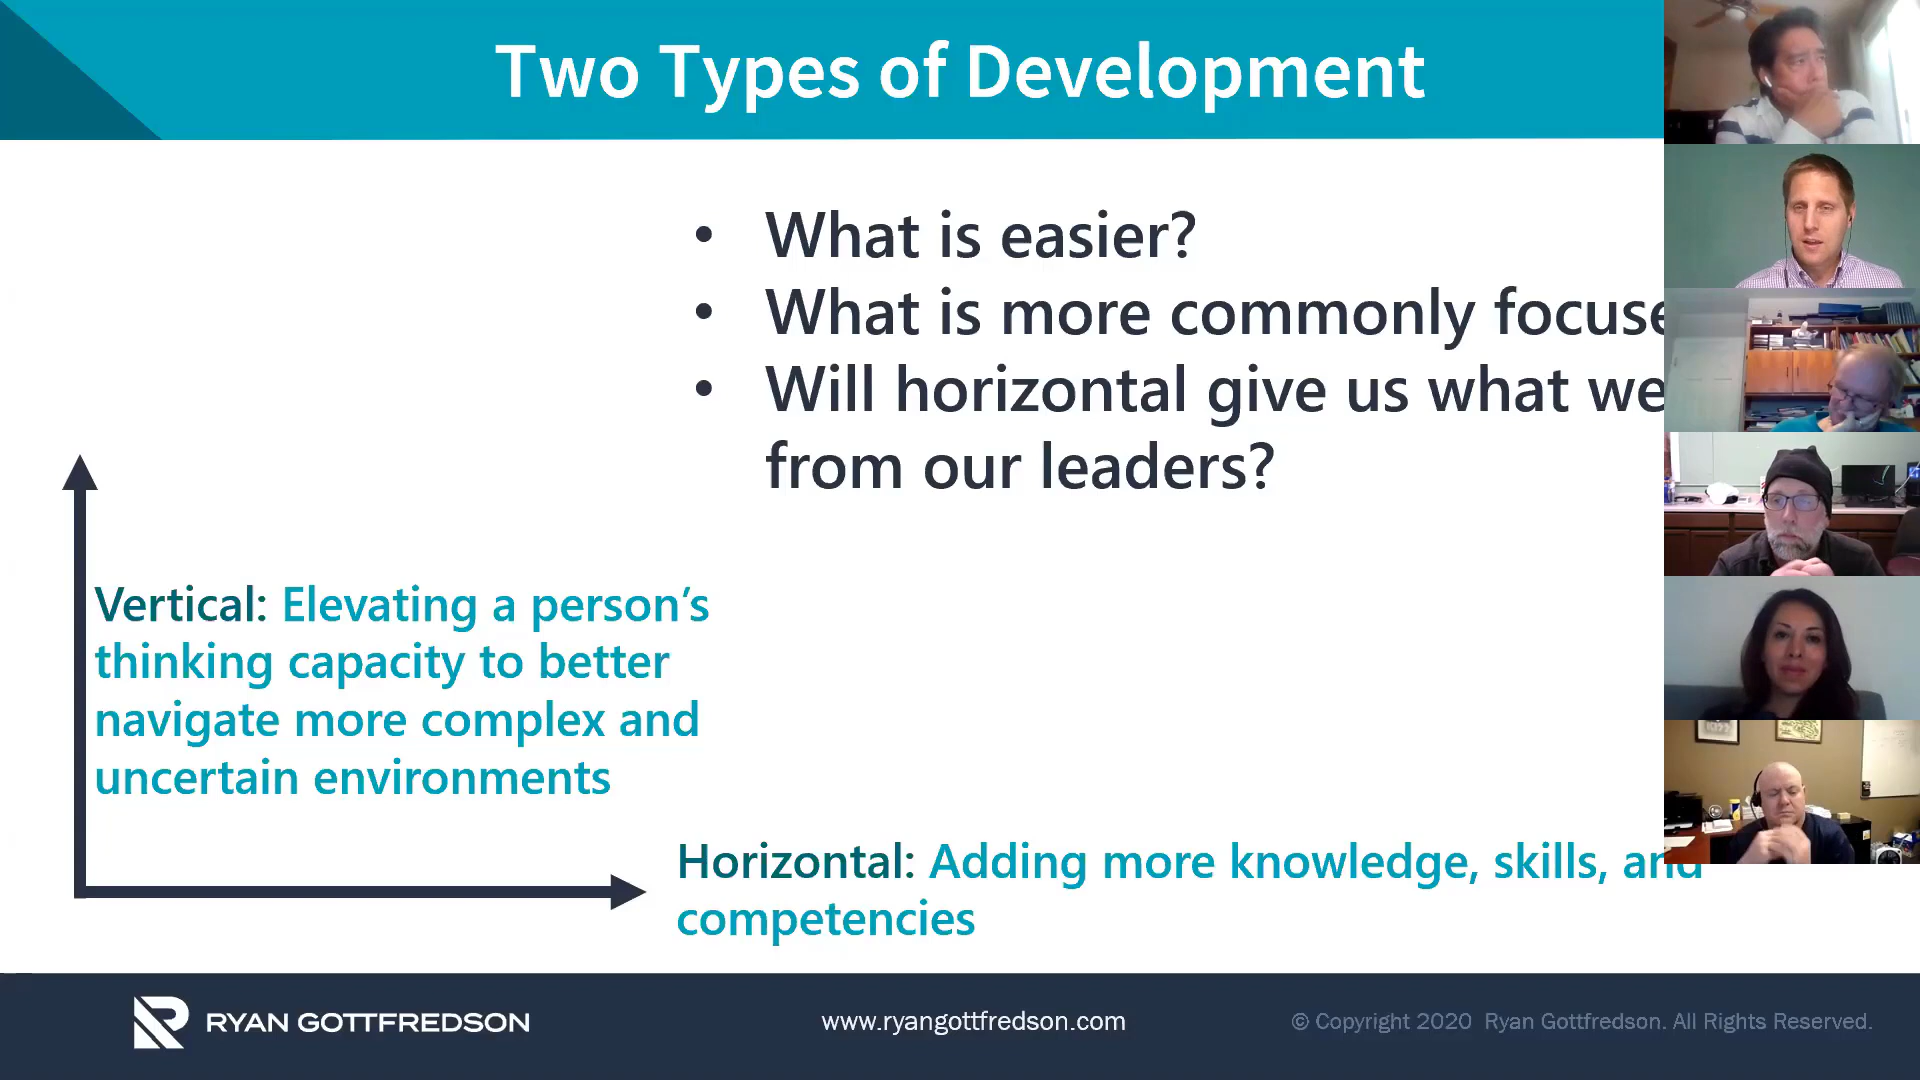 Two Types of Development
• What is easier?
• What is more commonly focuse
• Will horizontal give us what we
from our leaders?
Vertical: Elevating a person's
thinking capacity to better
navigate more complex and
uncertain environments
Horizontal: Adding more knowledge, skills, and
competencies
RYAN GOTTFREDSON
www.ryangottfredson.com
© Copyright 2020 Ryan Gottfredson. All Rights Reserved.